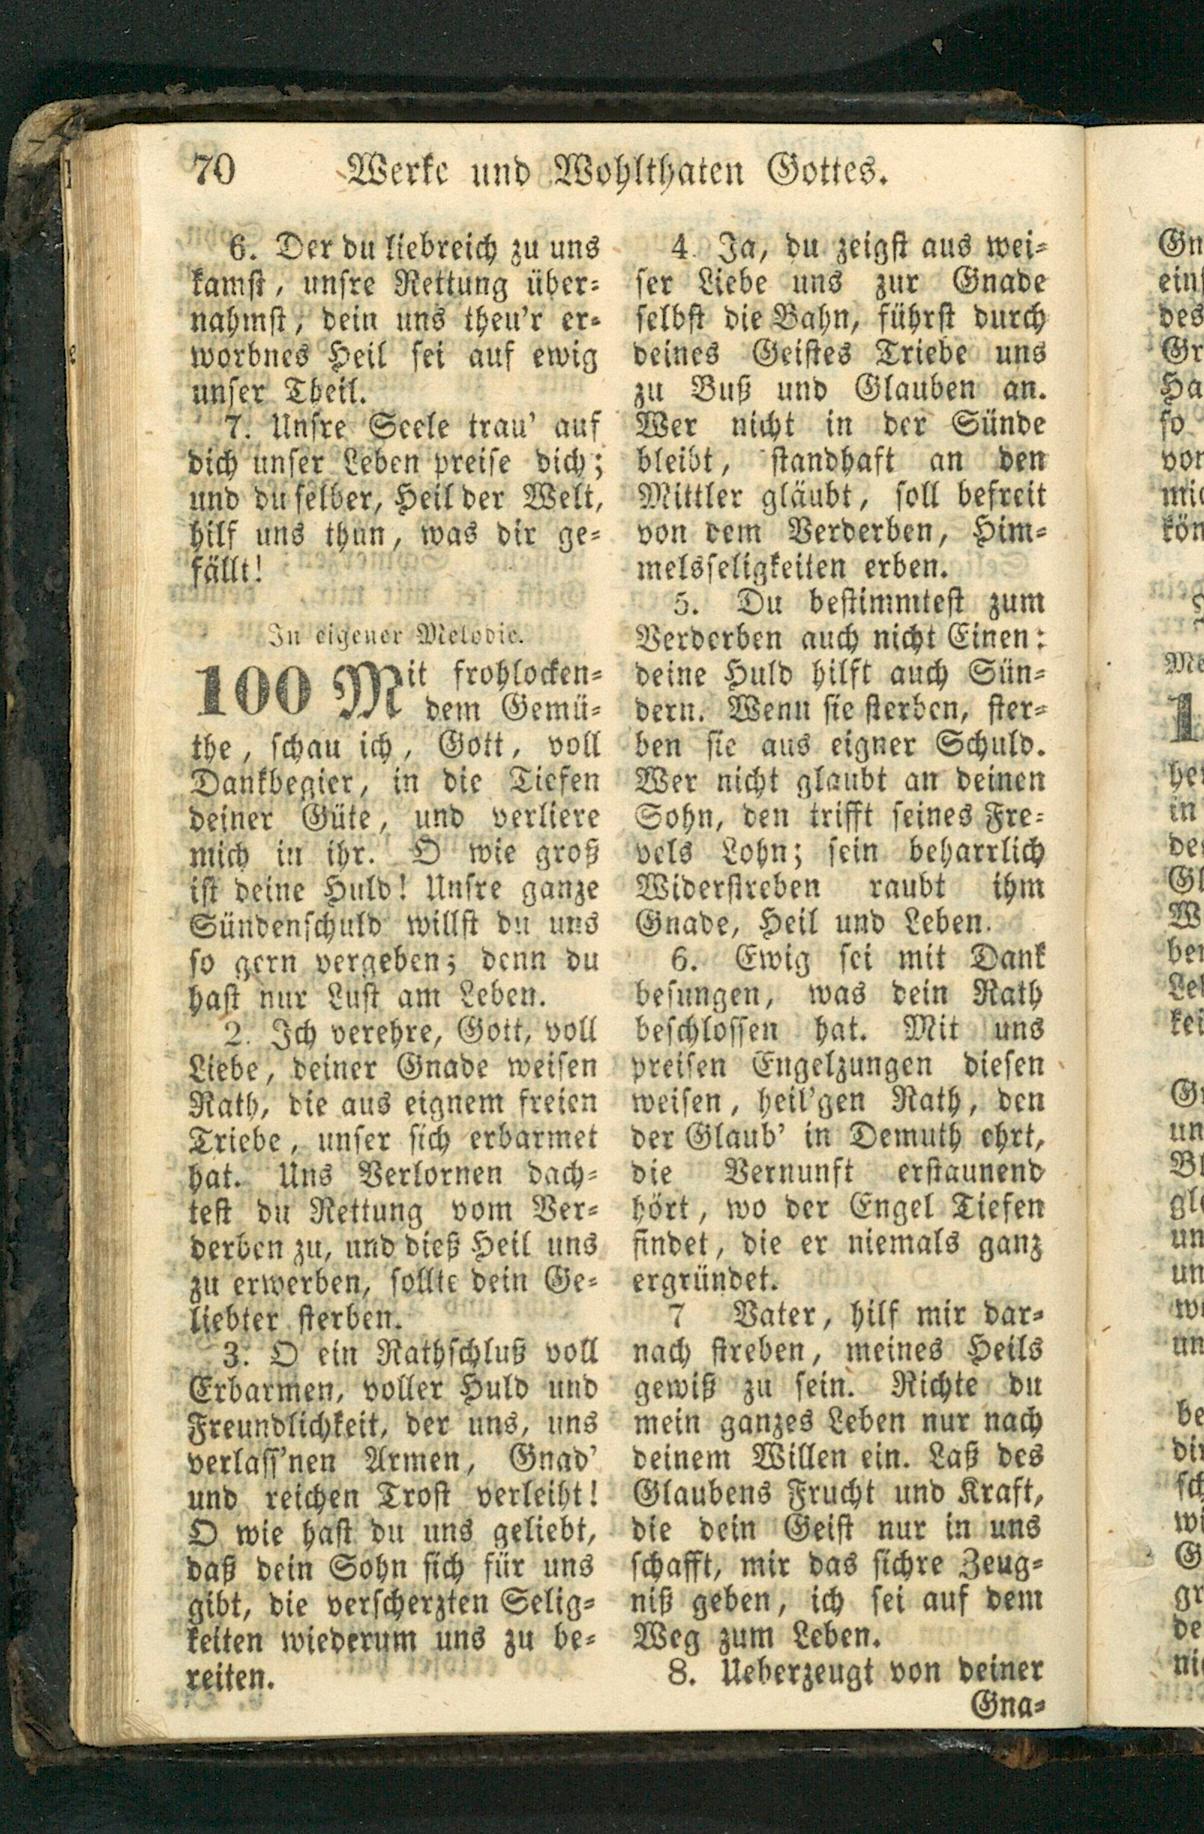 70 Werke und Wohlthaten Gottes.
6. Der du liebreich zu uns
kamst, unsre Rettung über-
nahmst, dein uns theu'r er-
worbnes Heil sei auf ewig
unser Theil.
7. Unsre Seele trau' auf
dich unser Leben preise dich;
und du selber, Heil der Welt,
hilf uns thun, was dir ge-
fällt!
In eigener Melodie.
100 Mit frohlocken-
dem Gemü-
the, schau ich, Gott, voll
Dankbegier, in die Tiefen
deiner Güte, und verliere
mich in ihr. O wie groß
ist deine Huld! Unsre ganze
Sündenschuld willst du uns
so gern vergeben; denn du
hast nur Lust am Leben.
2. Ich verehre, Gott, voll
Liebe, deiner Gnade weisen
Rath, die aus eignem freien
Triebe, unser sich erbarmet
hat. Uns Verlornen dach-
test du Rettung vom Ver-
derben zu, und dieß Heil uns
zu erwerben, sollte dein Ge-
liebter sterben.
3. O ein Rathschluß voll
Erbarmen, voller Huld und
Freundlichkeit, der uns, uns
verlass'nen Armen, Gnad'
und reichen Trost verleiht!
O wie hast du uns geliebt,
daß dein Sohn sich für uns
gibt, die verscherzten Selig-
keiten wiederum uns zu be-
reiten.
4. Ja, du zeigst aus wei-
ser Liebe uns zur Gnade
selbst die Bahn, führst durch
deines Geistes Triebe uns
zu Buß und Glauben an.
Wer nicht in der Sünde
bleibt, standhaft an den
Mittler gläubt, soll befreit
von dem Verderben, Him-
melsseligkeiten erben.
5. Du bestimmtest zum
Verderben auch nicht Einen:
deine Huld hilft auch Sün-
dern. Wenn sie sterben, ster-
ben sie aus eigner Schuld.
Wer nicht glaubt an deinen
Sohn, den trifft seines Fre-
vels Lohn; sein beharrlich
Widerstreben raubt ihm
Gnade, Heil und Leben.
6. Ewig sei mit Dank
besungen, was dein Rath
beschlossen hat. Mit uns
preisen Engelzungen diesen
weisen, heil'gen Rath, den
der Glaub' in Demuth ehrt,
die Vernunft erstaunend
hört, wo der Engel Tiefen
findet, die er niemals ganz
ergründet.
7 Vater, hilf mir dar-
nach streben, meines Heils
gewiß zu sein. Richte du
mein ganzes Leben nur nach
deinem Willen ein. Laß des
Glaubens Frucht und Kraft,
die dein Geist nur in uns
schafft, mir das sichre Zeug-
niß geben, ich sei auf dem
Weg zum Leben.
8. Ueberzeugt von deiner
Gna-